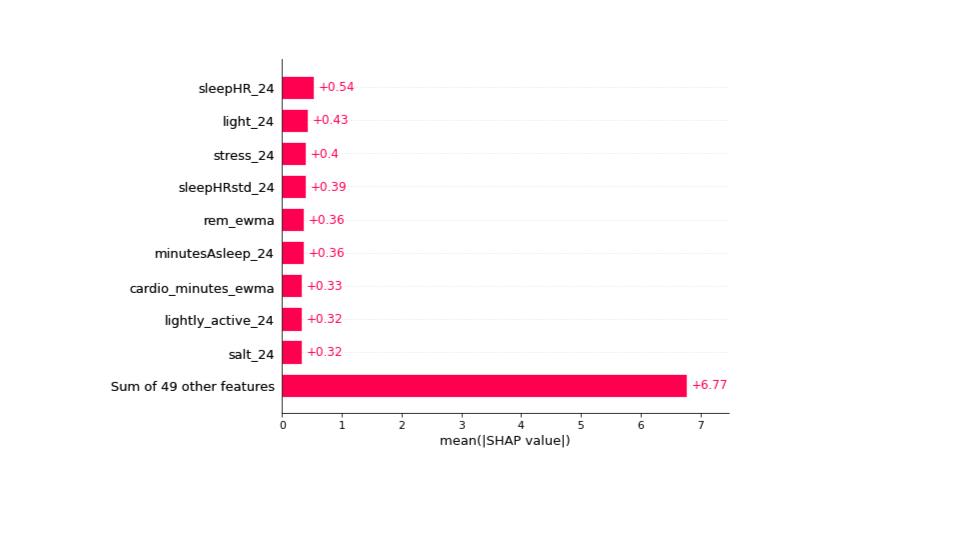 sleepHR_24 +0.54
light_24 +0.43
stress_24 +0.4
sleepHRstd_24 +0.39
rem_ewma +0.36
minutesAsleep_24 +0.36
cardio_minutes_ewma +0.33
lightly_active_24 +0.32
salt_24 +0.32
Sum of 49 other features +6.77
0 1 2 3 4 5 6 7
mean(|SHAP value|)